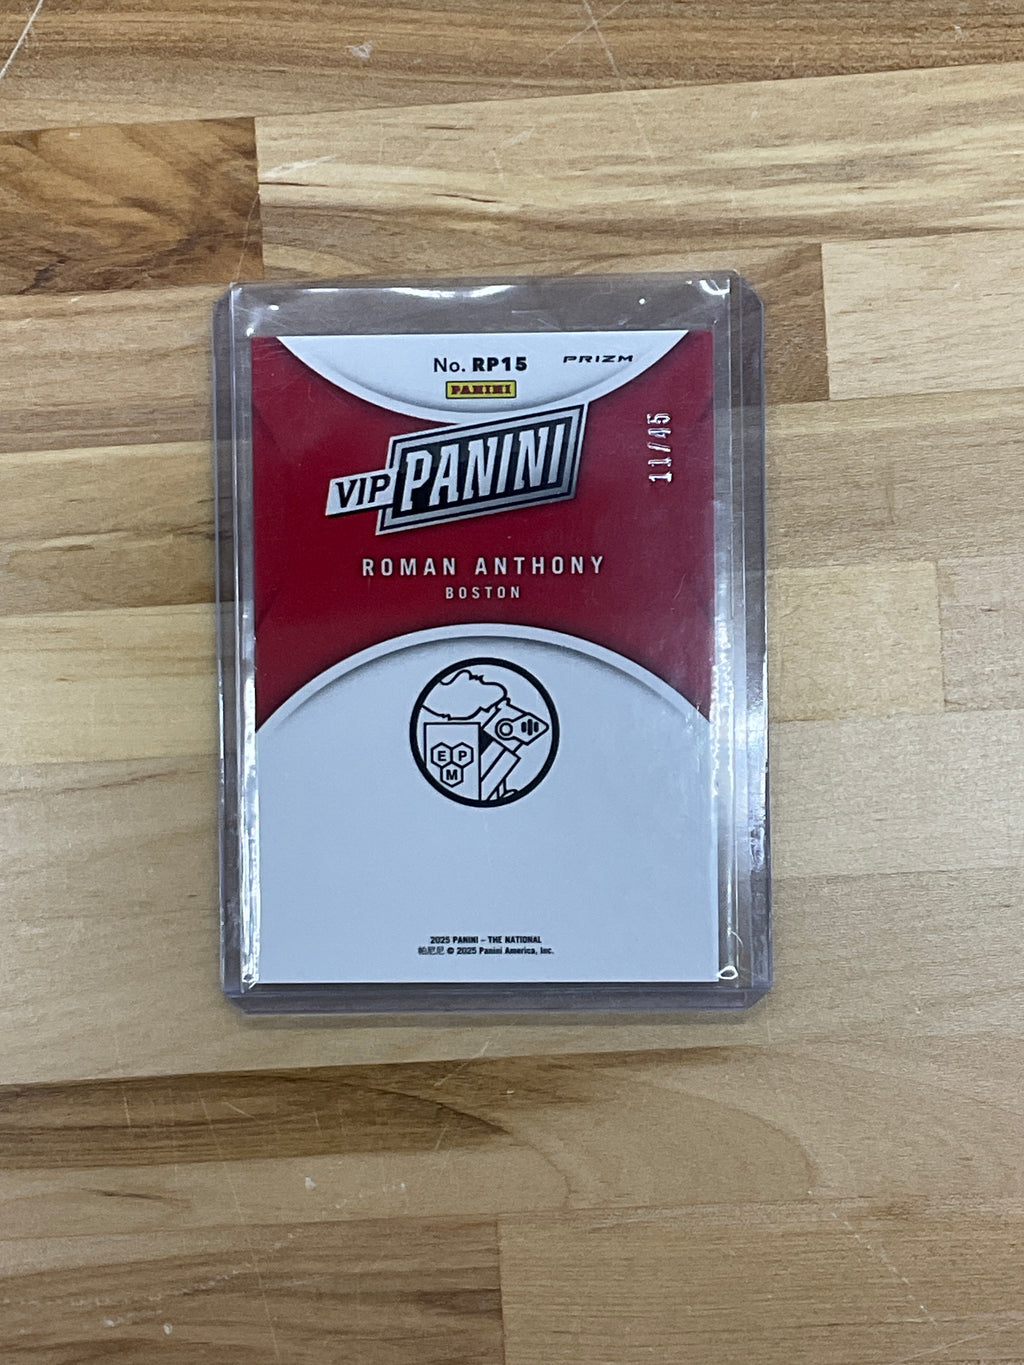 No. RP15
PRIZM
PANINI
11/45
VIP PANINI
ROMAN ANTHONY
BOSTON
E P
M
2025 PANINI – THE NATIONAL
帕尼尼 © 2025 Panini America, Inc.